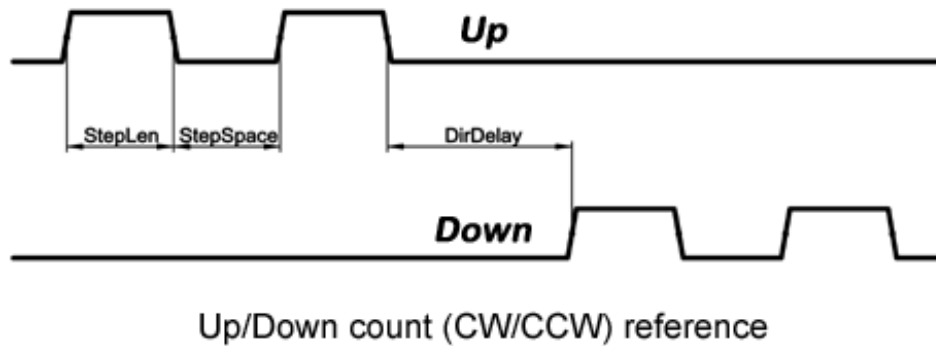 Up
StepLen StepSpace DirDelay
Down
Up/Down count (CW/CCW) reference